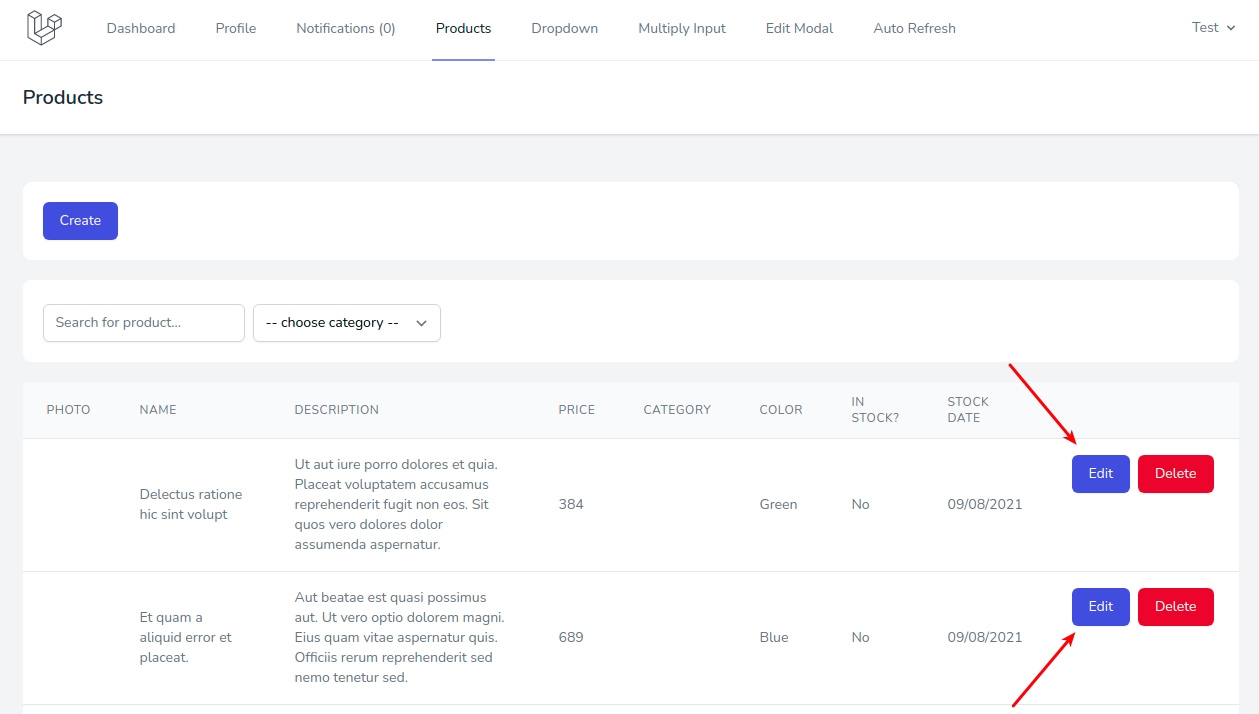 Dashboard Profile Notifications (0) Products Dropdown Multiply Input Edit Modal Auto Refresh Test
Products
Create
Search for product...
-- choose category --
PHOTO NAME DESCRIPTION PRICE CATEGORY COLOR IN STOCK? STOCK DATE
Delectus ratione
hic sint volupt
Ut aut iure porro dolores et quia.
Placeat voluptatem accusamus
reprehenderit fugit non eos. Sit
quos vero dolores dolor
assumenda aspernatur.
384
Green
No
09/08/2021
Edit
Delete
Et quam a
aliquid error et
placeat.
Aut beatae est quasi possimus
aut. Ut vero optio dolorem magni.
Eius quam vitae aspernatur quis.
Officiis rerum reprehenderit sed
nemo tenetur sed.
689
Blue
No
09/08/2021
Edit
Delete